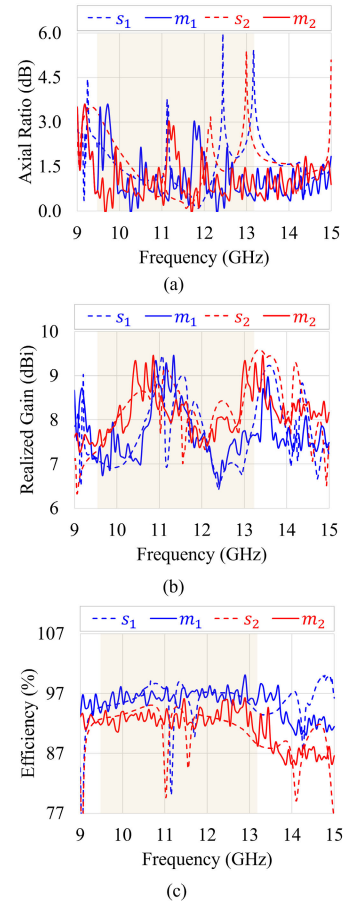 s1 m1 s2 m2
6.0
4.5
3.0
1.5
0.0
Axial Ratio (dB)
9 10 11 12 13 14 15
Frequency (GHz)
(a)
s1 m1 s2 m2
10
9
8
7
6
Realized Gain (dBi)
9 10 11 12 13 14 15
Frequency (GHz)
(b)
s1 m1 s2 m2
107
97
87
77
Efficiency (%)
9 10 11 12 13 14 15
Frequency (GHz)
(c)